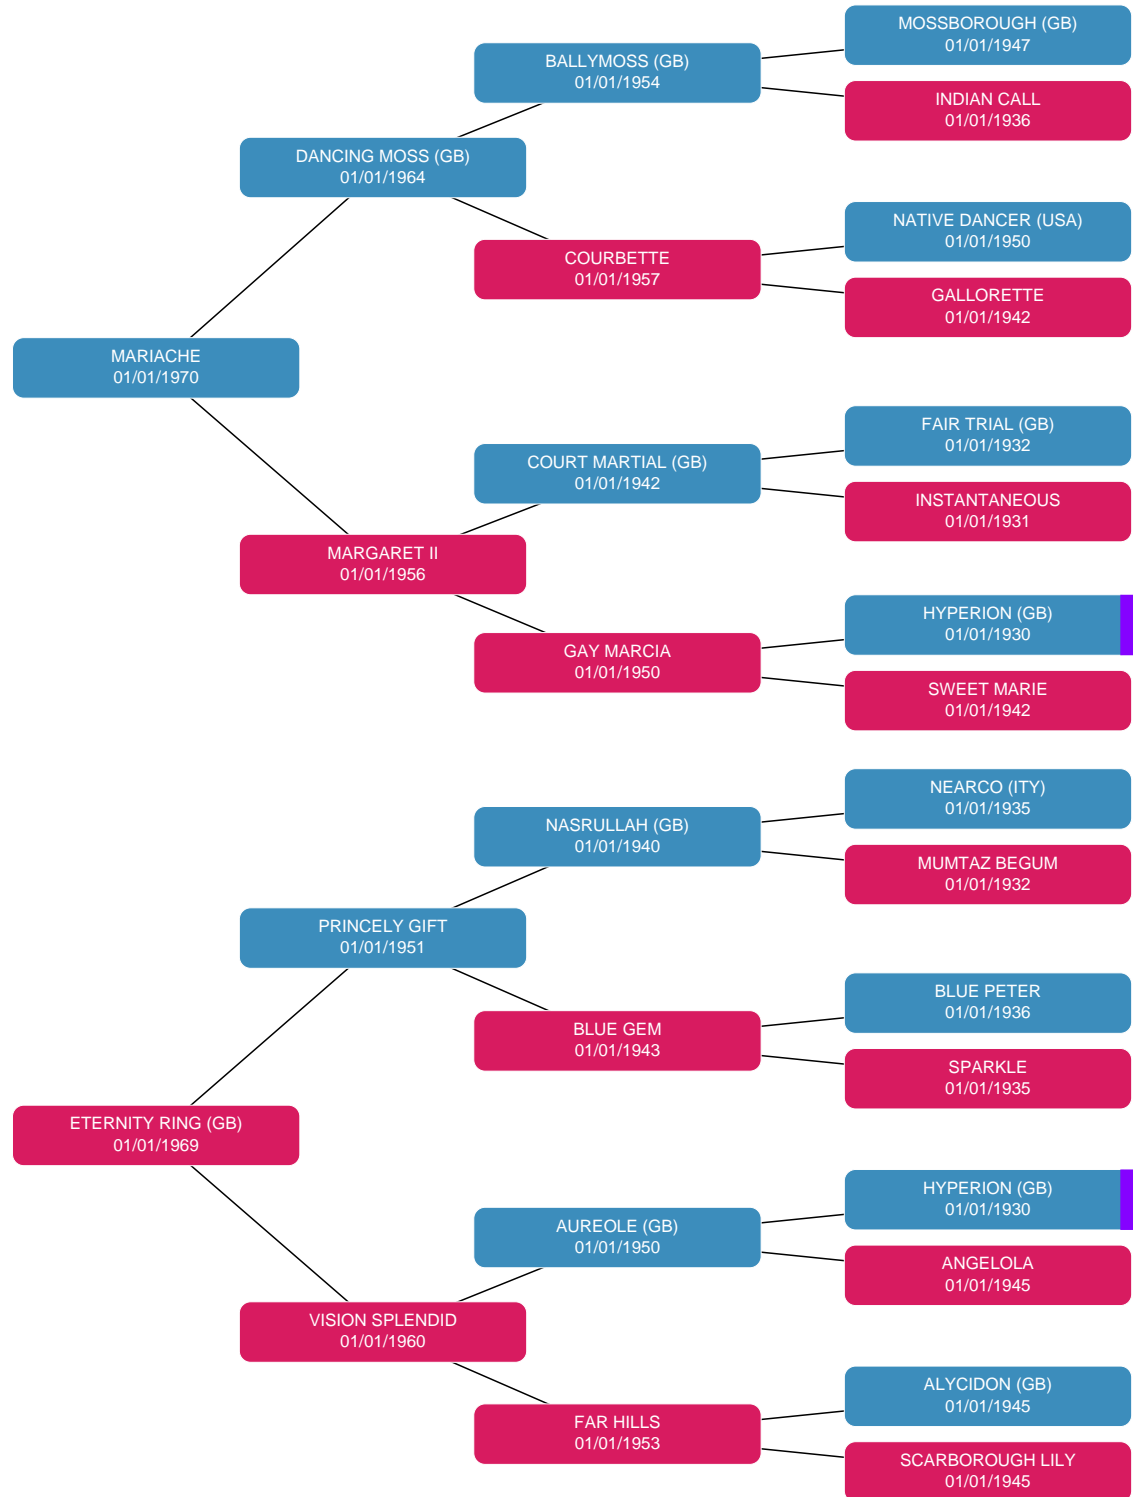 MOSSBOROUGH (GB)
01/01/1947
BALLYMOSS (GB)
01/01/1954
INDIAN CALL
01/01/1936
DANCING MOSS (GB)
01/01/1964
NATIVE DANCER (USA)
01/01/1950
COURBETTE
01/01/1957
GALLORETTE
01/01/1942
MARIACHE
01/01/1970
FAIR TRIAL (GB)
01/01/1932
COURT MARTIAL (GB)
01/01/1942
INSTANTANEOUS
01/01/1931
MARGARET II
01/01/1956
HYPERION (GB)
01/01/1930
GAY MARCIA
01/01/1950
SWEET MARIE
01/01/1942
NEARCO (ITY)
01/01/1935
NASRULLAH (GB)
01/01/1940
MUMTAZ BEGUM
01/01/1932
PRINCELY GIFT
01/01/1951
BLUE PETER
01/01/1936
BLUE GEM
01/01/1943
SPARKLE
01/01/1935
ETERNITY RING (GB)
01/01/1969
HYPERION (GB)
01/01/1930
AUREOLE (GB)
01/01/1950
ANGELOLA
01/01/1945
VISION SPLENDID
01/01/1960
ALYCIDON (GB)
01/01/1945
FAR HILLS
01/01/1953
SCARBOROUGH LILY
01/01/1945